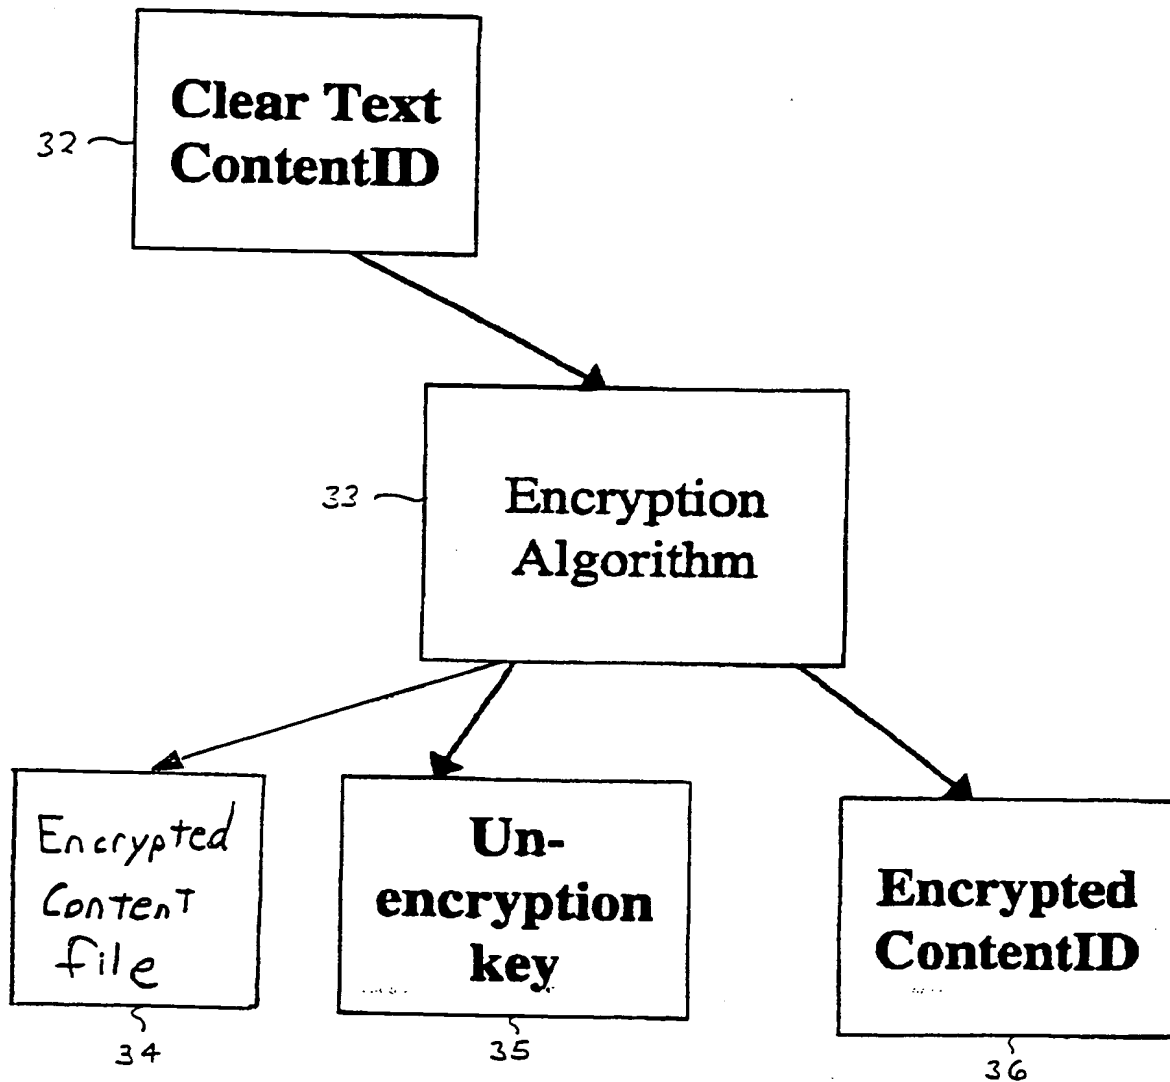 Clear Text
ContentID
32
Encryption
Algorithm
33
Encrypted
Content
file
34
Un-
encryption
key
35
Encrypted
ContentID
36